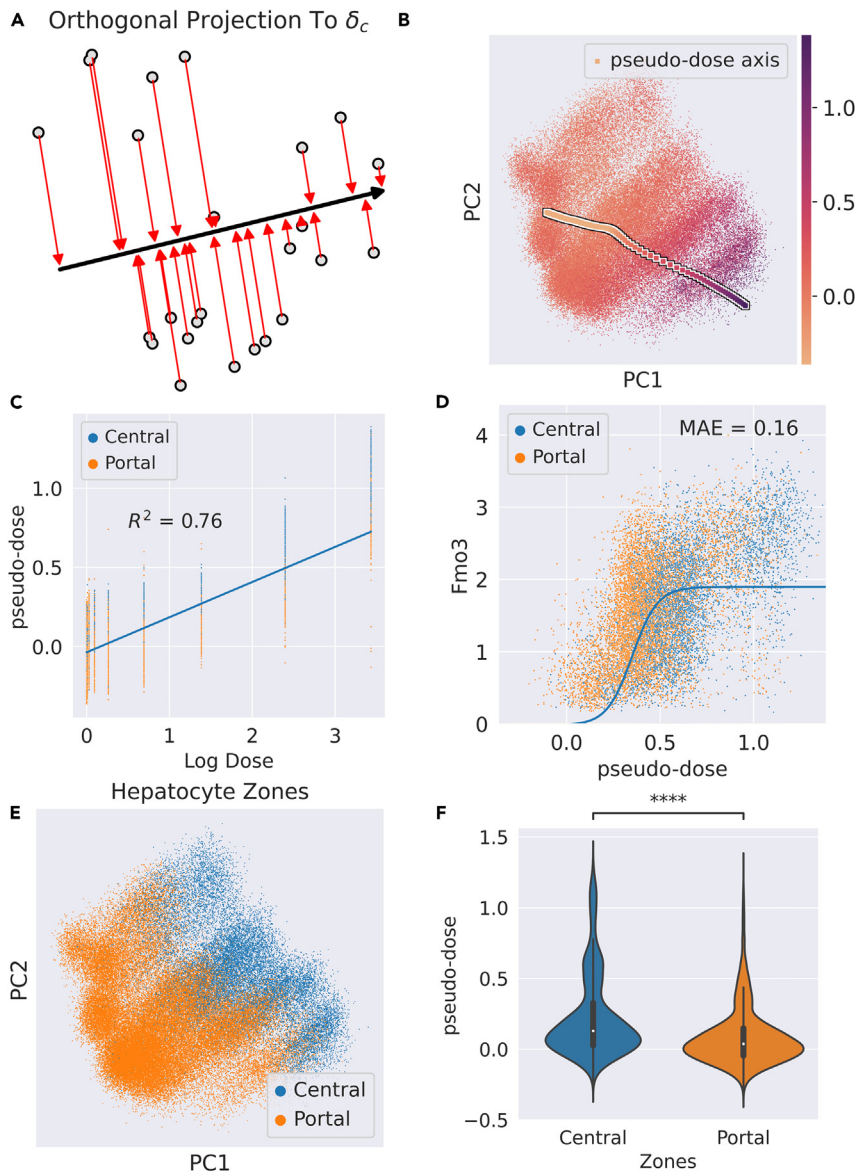 A
Orthogonal Projection To δc
B
pseudo-dose axis
1.0
0.5
0.0
PC2
PC1
C
Central
Portal
R² = 0.76
pseudo-dose
1.0
0.5
0.0
0 1 2 3
Log Dose
D
Central
Portal
MAE = 0.16
Fmo3
4
3
2
1
0
0.0 0.5 1.0
pseudo-dose
E
Hepatocyte Zones
PC2
Central
Portal
PC1
F
****
pseudo-dose
1.5
1.0
0.5
0.0
−0.5
Central Portal
Zones